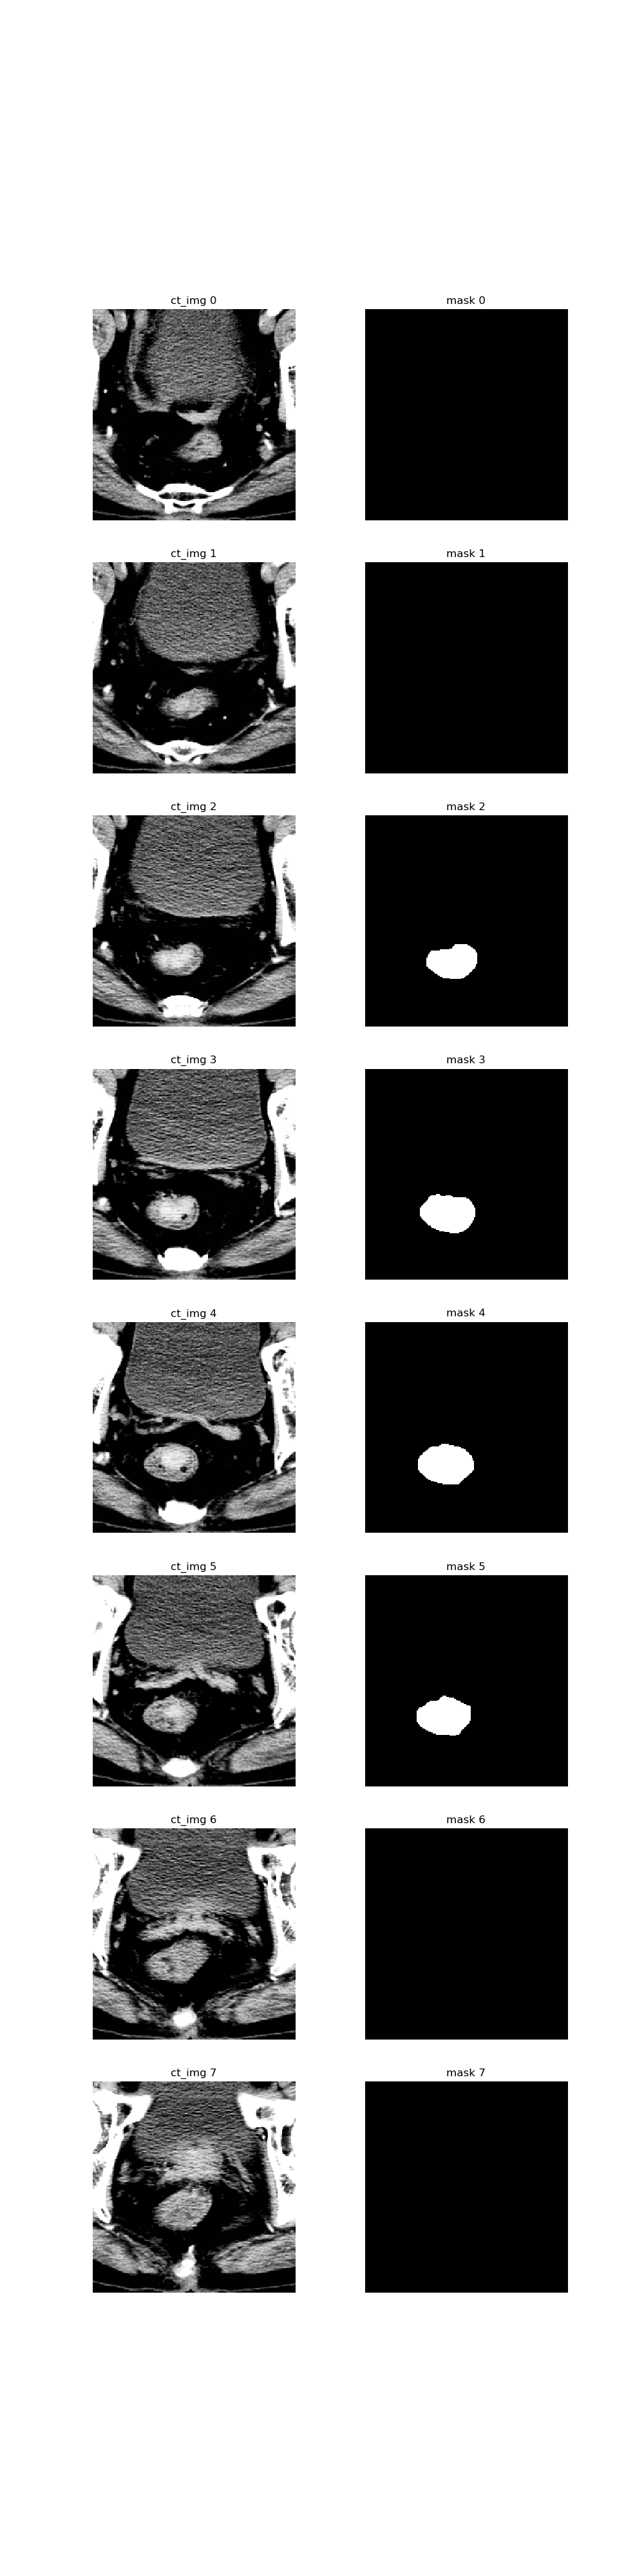 ct_img 0
mask 0
ct_img 1
mask 1
ct_img 2
mask 2
ct_img 3
mask 3
ct_img 4
mask 4
ct_img 5
mask 5
ct_img 6
mask 6
ct_img 7
mask 7